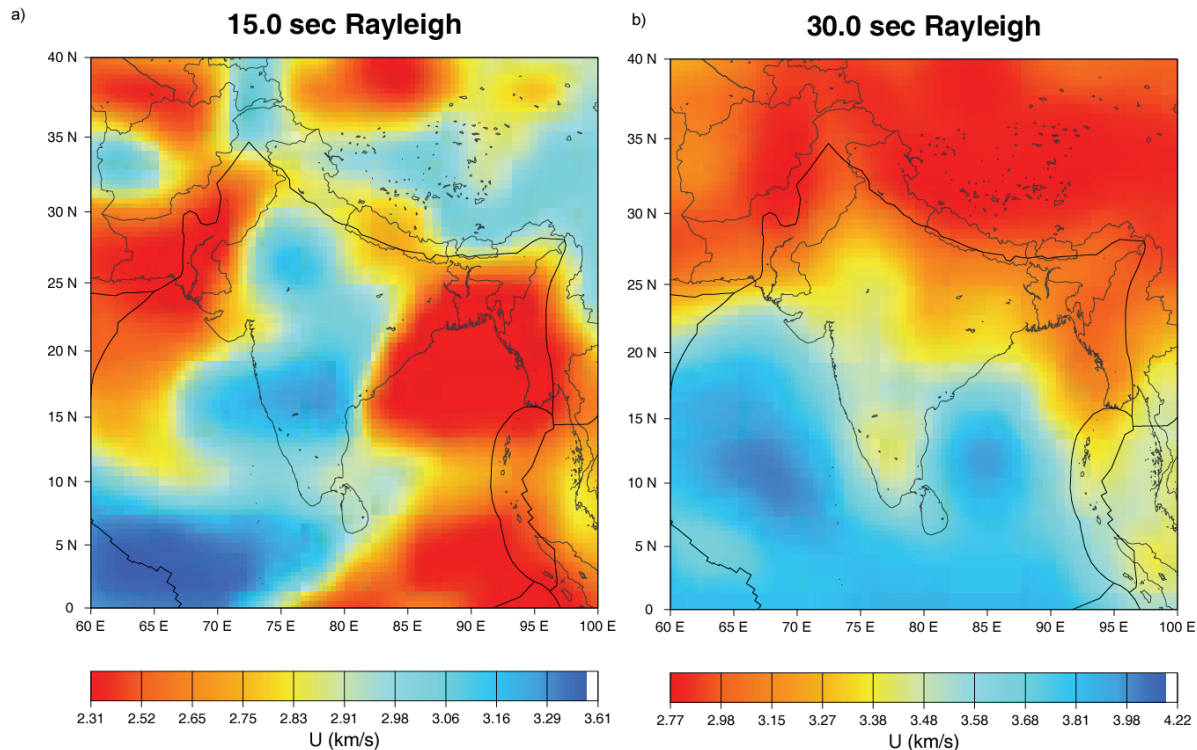 a)
15.0 sec Rayleigh
40 N
35 N
30 N
25 N
20 N
15 N
10 N
5 N
0
60 E 65 E 70 E 75 E 80 E 85 E 90 E 95 E 100 E
2.31 2.52 2.65 2.75 2.83 2.91 2.98 3.06 3.16 3.29 3.61
U (km/s)
b)
30.0 sec Rayleigh
40 N
35 N
30 N
25 N
20 N
15 N
10 N
5 N
0
60 E 65 E 70 E 75 E 80 E 85 E 90 E 95 E 100 E
2.77 2.98 3.15 3.27 3.38 3.48 3.58 3.68 3.81 3.98 4.22
U (km/s)